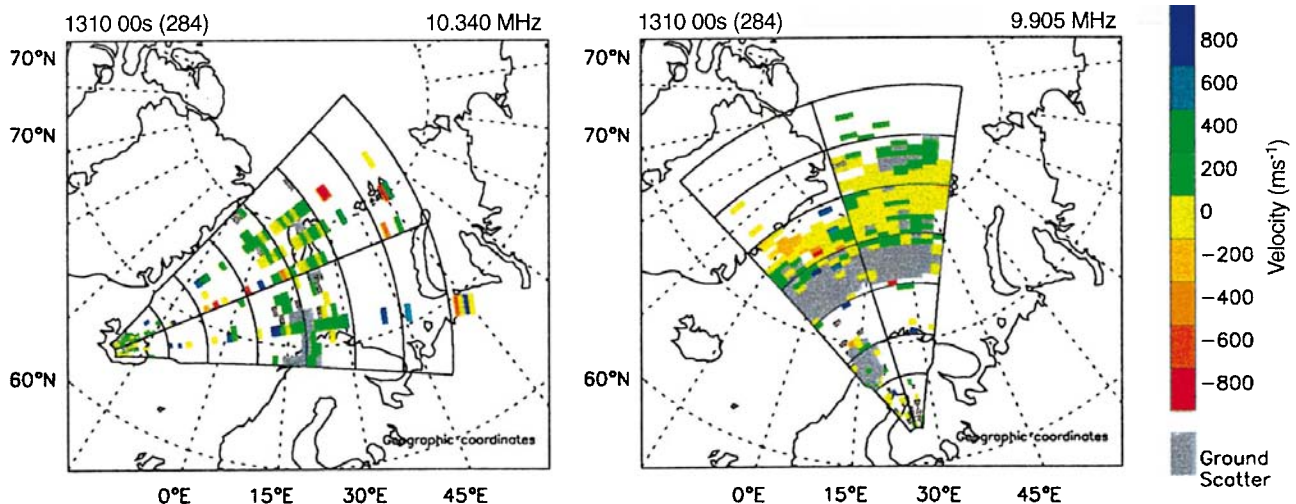 1310 00s (284) 10.340 MHz
70°N
70°N
60°N
0°E 15°E 30°E 45°E
Geographic coordinates
1310 00s (284) 9.905 MHz
70°N
70°N
60°N
0°E 15°E 30°E 45°E
Geographic coordinates
800
600
400
200
0
-200
-400
-600
-800
Velocity (ms⁻¹)
Ground
Scatter